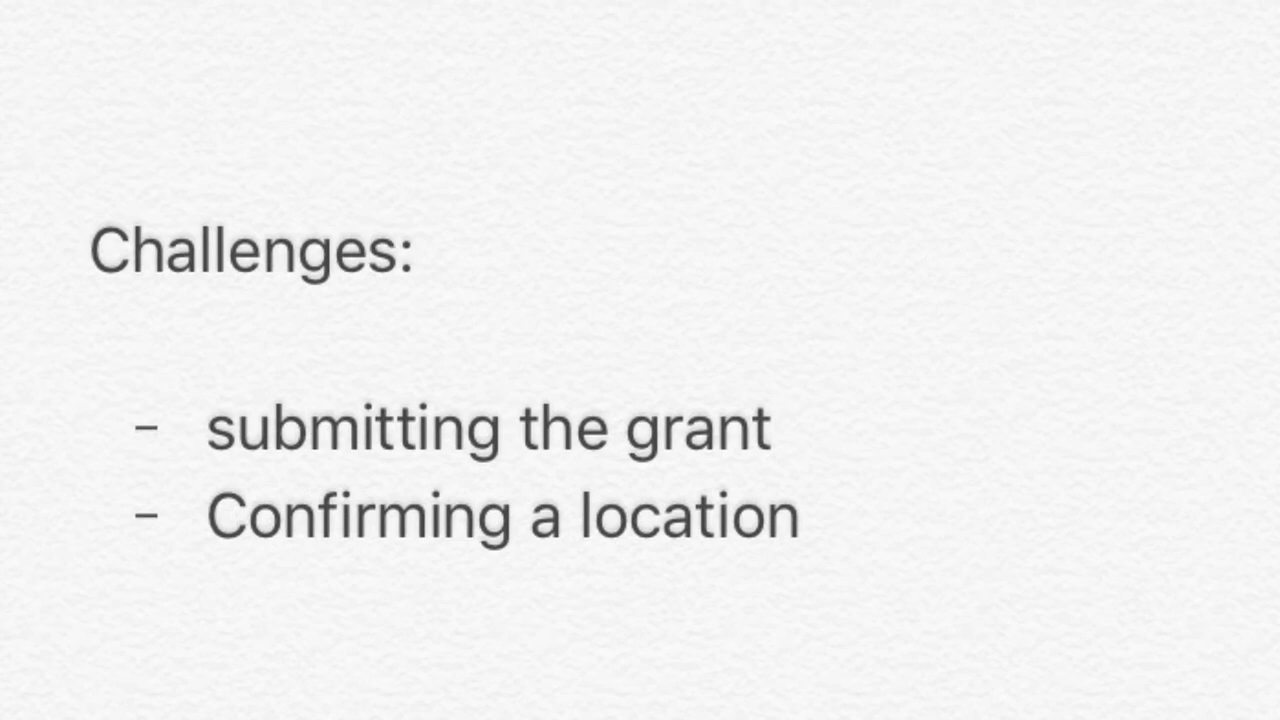 Challenges:
- submitting the grant
- Confirming a location